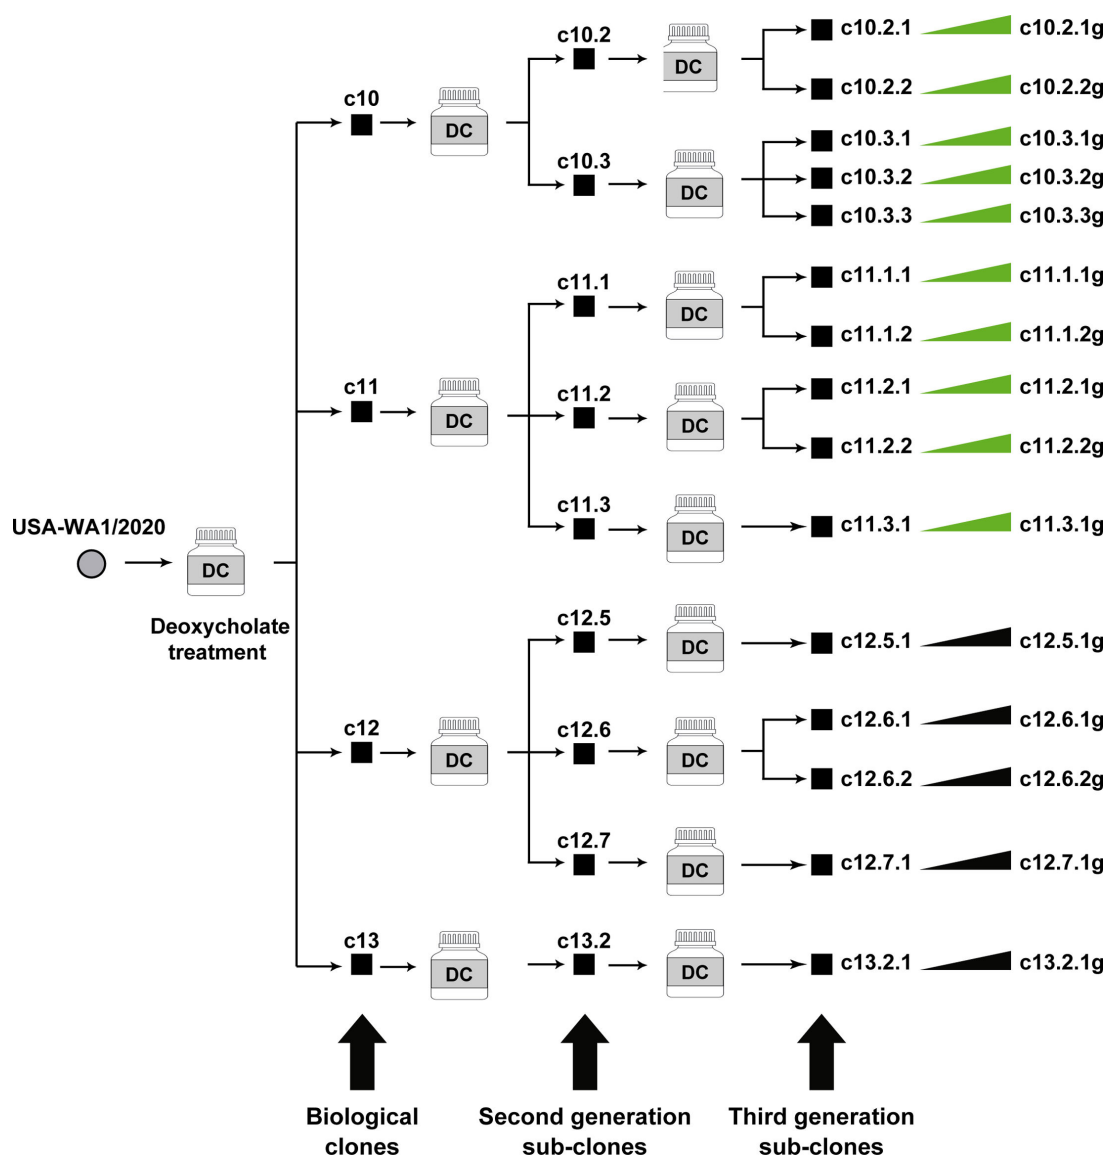 USA-WA1/2020
DC
Deoxycholate
treatment
c10
DC
c10.2
DC
c10.2.1
c10.2.1g
c10.2.2
c10.2.2g
c10.3
DC
c10.3.1
c10.3.1g
c10.3.2
c10.3.2g
c10.3.3
c10.3.3g
c11
DC
c11.1
DC
c11.1.1
c11.1.1g
c11.1.2
c11.1.2g
c11.2
DC
c11.2.1
c11.2.1g
c11.2.2
c11.2.2g
c11.3
DC
c11.3.1
c11.3.1g
c12
DC
c12.5
DC
c12.5.1
c12.5.1g
c12.6
DC
c12.6.1
c12.6.1g
c12.6.2
c12.6.2g
c12.7
DC
c12.7.1
c12.7.1g
c13
DC
c13.2
DC
c13.2.1
c13.2.1g
Biological
clones
Second generation
sub-clones
Third generation
sub-clones